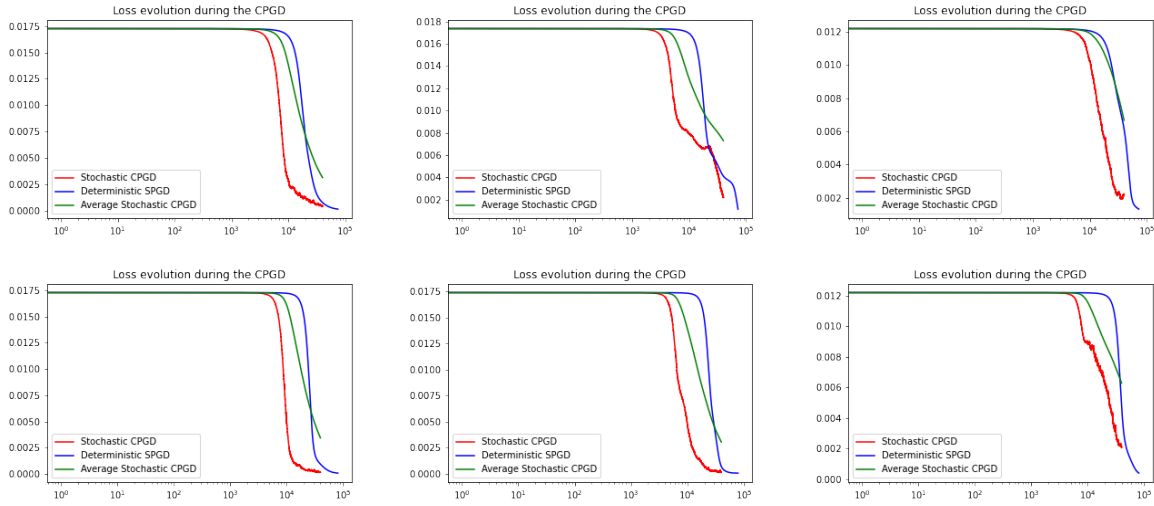 Loss evolution during the CPGD
0.0175
0.0150
0.0125
0.0100
0.0075
0.0050
0.0025
0.0000
Stochastic CPGD
Deterministic SPGD
Average Stochastic CPGD
10⁰ 10¹ 10² 10³ 10⁴ 10⁵
Loss evolution during the CPGD
0.018
0.016
0.014
0.012
0.010
0.008
0.006
0.004
0.002
Stochastic CPGD
Deterministic SPGD
Average Stochastic CPGD
10⁰ 10¹ 10² 10³ 10⁴ 10⁵
Loss evolution during the CPGD
0.012
0.010
0.008
0.006
0.004
0.002
Stochastic CPGD
Deterministic SPGD
Average Stochastic CPGD
10⁰ 10¹ 10² 10³ 10⁴ 10⁵
Loss evolution during the CPGD
0.0175
0.0150
0.0125
0.0100
0.0075
0.0050
0.0025
0.0000
Stochastic CPGD
Deterministic SPGD
Average Stochastic CPGD
10⁰ 10¹ 10² 10³ 10⁴ 10⁵
Loss evolution during the CPGD
0.0175
0.0150
0.0125
0.0100
0.0075
0.0050
0.0025
0.0000
Stochastic CPGD
Deterministic SPGD
Average Stochastic CPGD
10⁰ 10¹ 10² 10³ 10⁴ 10⁵
Loss evolution during the CPGD
0.012
0.010
0.008
0.006
0.004
0.002
0.000
Stochastic CPGD
Deterministic SPGD
Average Stochastic CPGD
10⁰ 10¹ 10² 10³ 10⁴ 10⁵